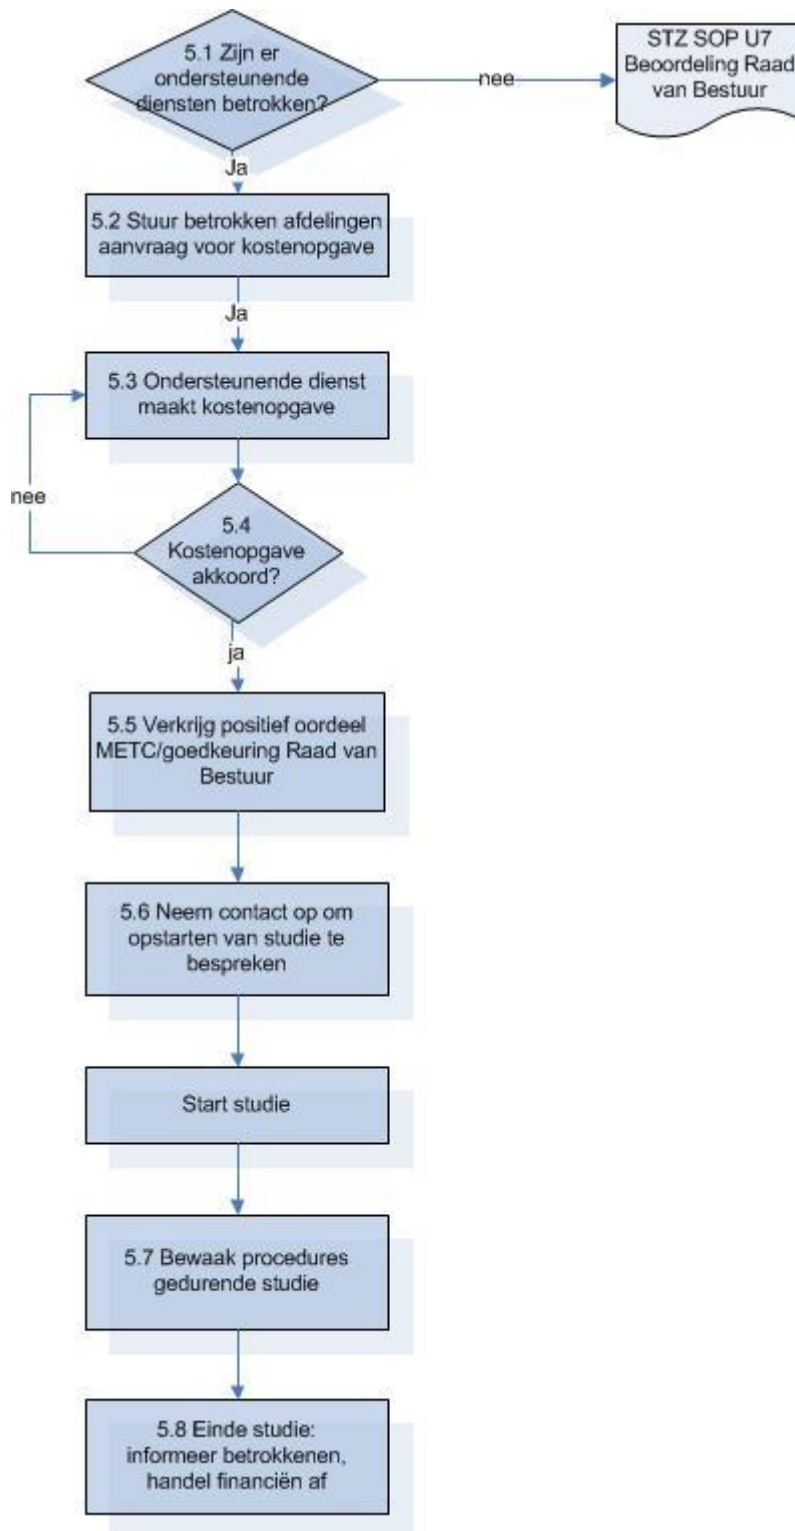 5.1 Zijn er
ondersteunende
diensten betrokken?
nee
STZ SOP U7
Beoordeling Raad
van Bestuur
Ja
5.2 Stuur betrokken afdelingen
aanvraag voor kostenopgave
Ja
5.3 Ondersteunende dienst
maakt kostenopgave
nee
5.4
Kostenopgave
akkoord?
ja
5.5 Verkrijg positief oordeel
METC/goedkeuring Raad van
Bestuur
5.6 Neem contact op om
opstarten van studie te
bespreken
Start studie
5.7 Bewaak procedures
gedurende studie
5.8 Einde studie:
informeer betrokkenen,
handel financiën af